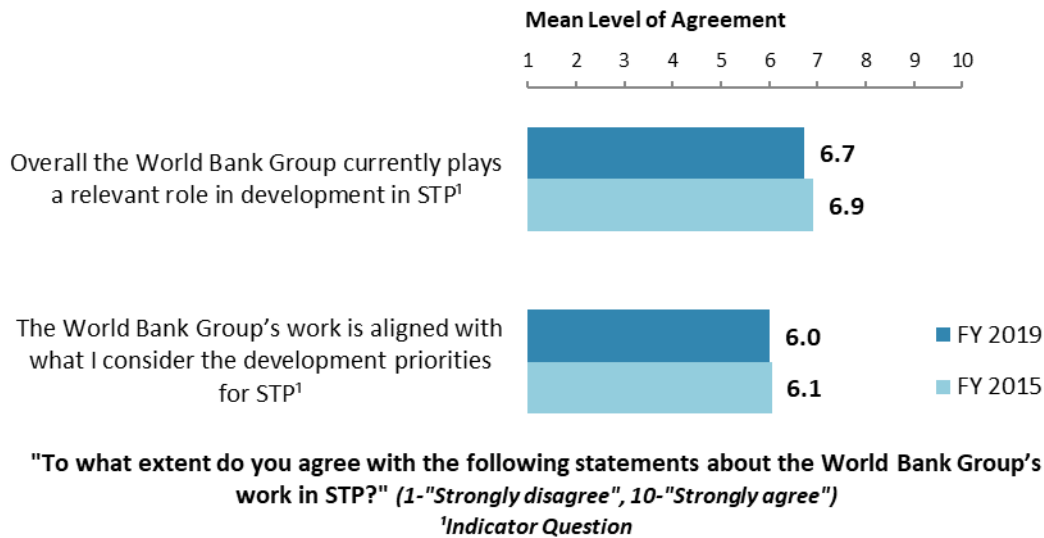 Mean Level of Agreement
1 2 3 4 5 6 7 8 9 10
Overall the World Bank Group currently plays
a relevant role in development in STP¹
6.7
6.9
The World Bank Group’s work is aligned with
what I consider the development priorities
for STP¹
6.0
6.1
FY 2019
FY 2015
"To what extent do you agree with the following statements about the World Bank Group’s
work in STP?" (1-"Strongly disagree", 10-"Strongly agree")
¹Indicator Question